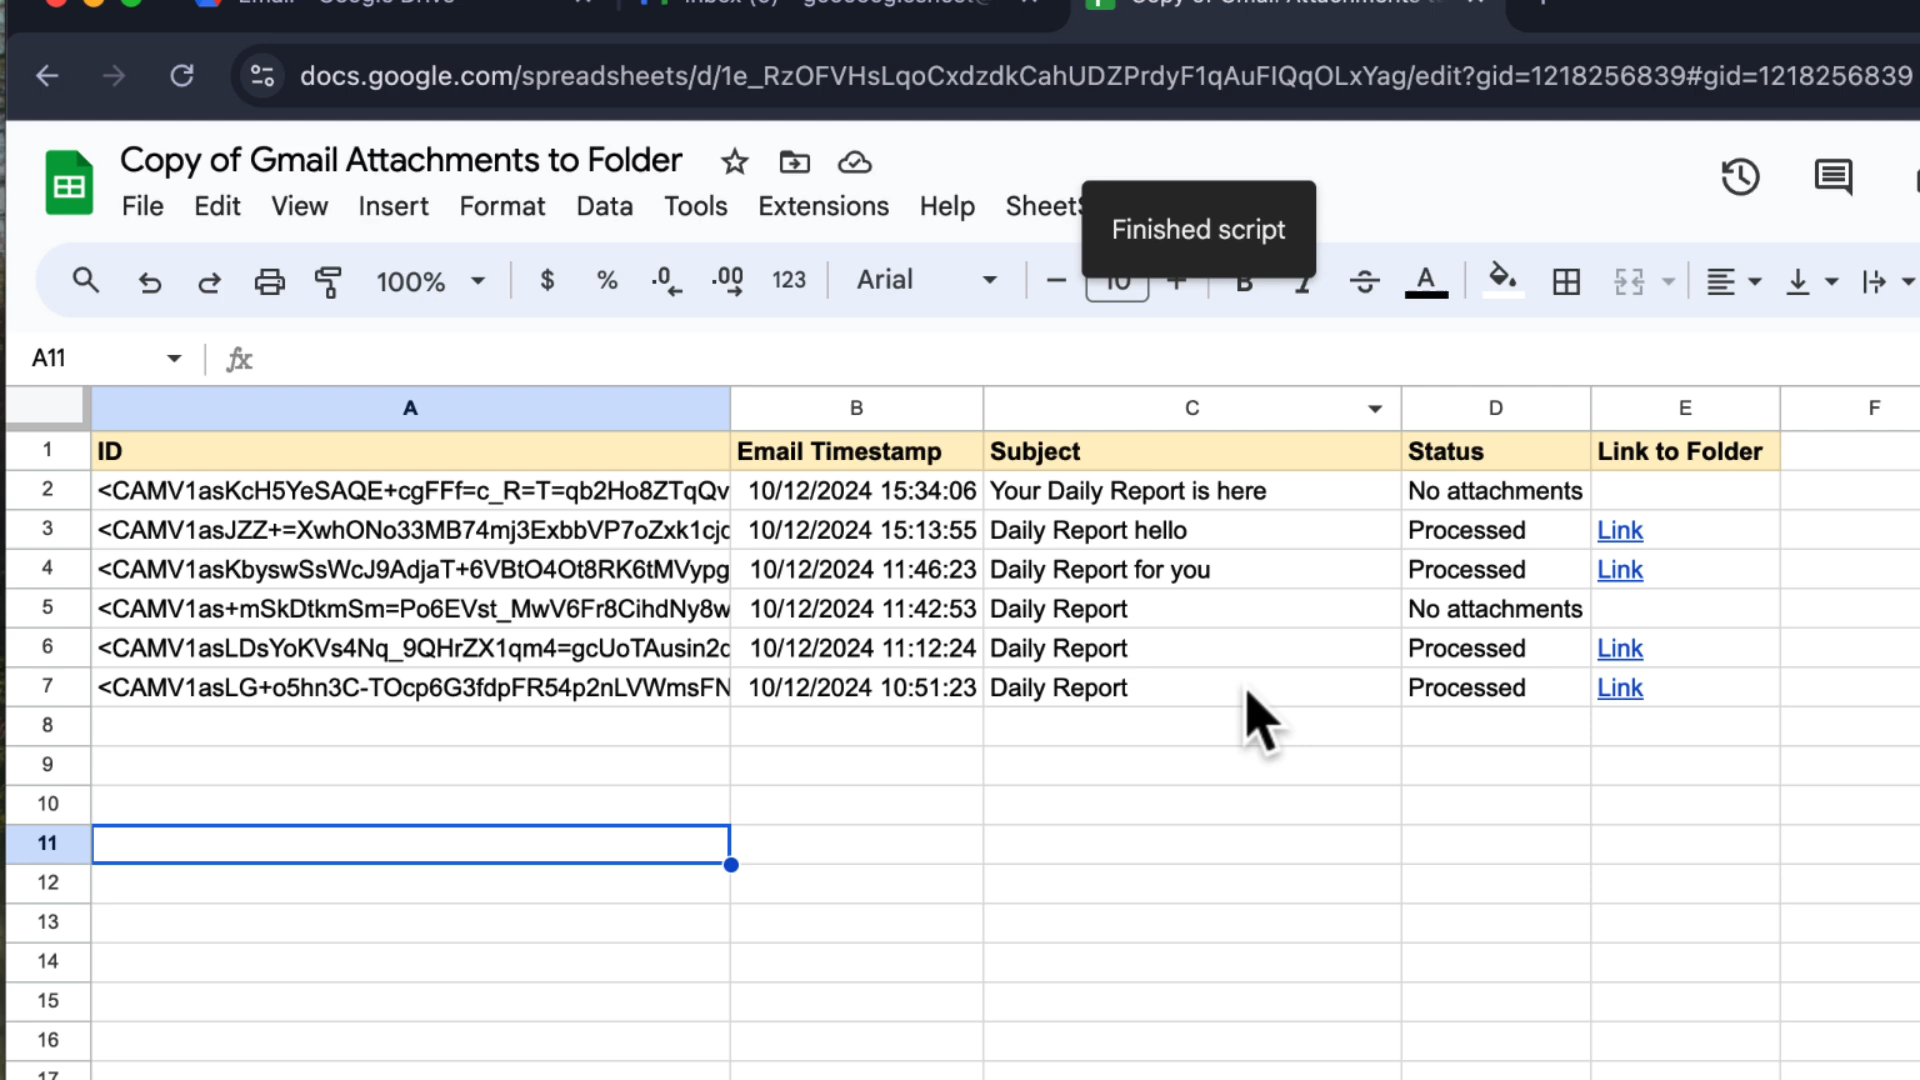 docs.google.com/spreadsheets/d/1e_RzOFVHsLqoCxdzdkCahUDZPrdyF1qAuFIQqOLxYag/edit?gid=1218256839#gid=1218256839
Copy of Gmail Attachments to Folder
File Edit View Insert Format Data Tools Extensions Help
Finished script
100% $ % .0 .00 123 Arial 10 B I A
A11 fx
A B C D E F
1 ID Email Timestamp Subject Status Link to Folder
2 <CAMV1asKcH5YeSAQE+cgFFf=c_R=T=qb2Ho8ZTqQv 10/12/2024 15:34:06 Your Daily Report is here No attachments
3 <CAMV1asJZZ+=XwhONo33MB74mj3ExbbVP7oZxk1cjc 10/12/2024 15:13:55 Daily Report hello Processed Link
4 <CAMV1asKbyswSsWcJ9AdjaT+6VBtO4Ot8RK6tMVypg 10/12/2024 11:46:23 Daily Report for you Processed Link
5 <CAMV1as+mSkDtkmSm=Po6EVst_MwV6Fr8CihdNy8w 10/12/2024 11:42:53 Daily Report No attachments
6 <CAMV1asLDsYoKVs4Nq_9QHrZX1qm4=gcUoTAusin2c 10/12/2024 11:12:24 Daily Report Processed Link
7 <CAMV1asLG+o5hn3C-TOcp6G3fdpFR54p2nLVWmsFN 10/12/2024 10:51:23 Daily Report Processed Link
8
9
10
11
12
13
14
15
16
17